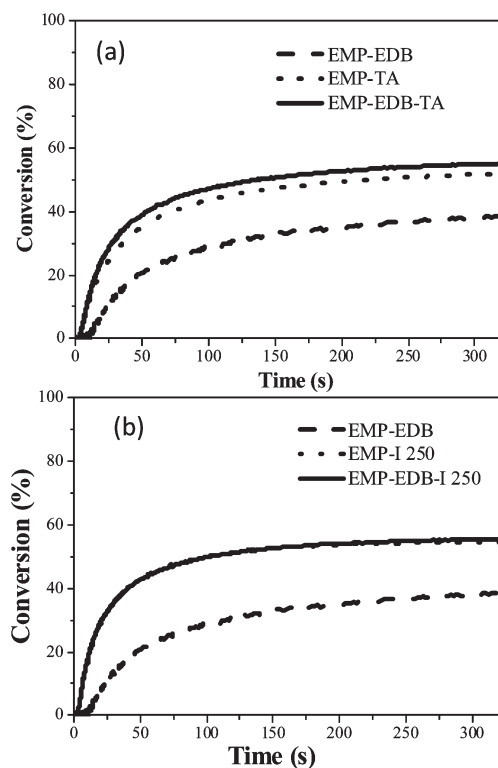 (a)
EMP-EDB
EMP-TA
EMP-EDB-TA
Conversion (%)
100
80
60
40
20
0
0 50 100 150 200 250 300
Time (s)
(b)
EMP-EDB
EMP-I 250
EMP-EDB-I 250
Conversion (%)
100
80
60
40
20
0
0 50 100 150 200 250 300
Time (s)